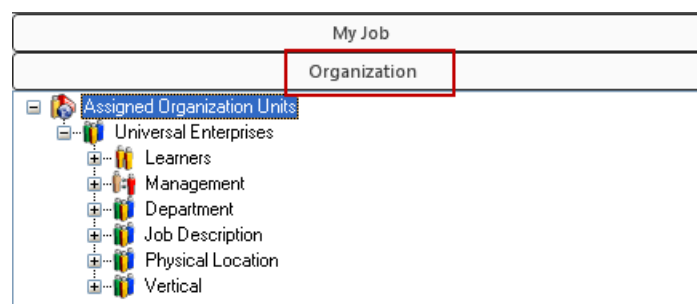 My Job
Organization
Assigned Organization Units
Universal Enterprises
Learners
Management
Department
Job Description
Physical Location
Vertical